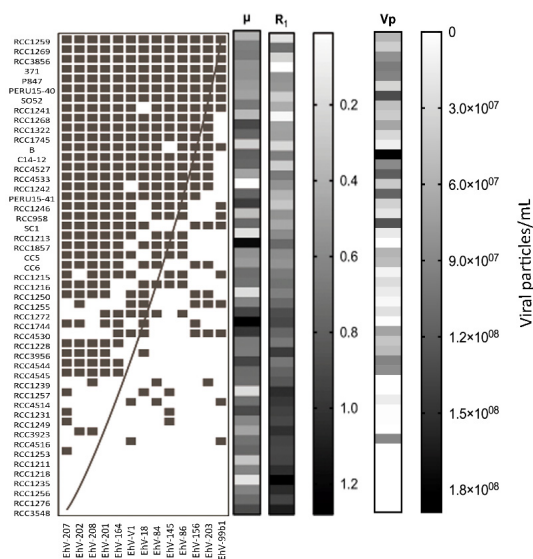 μ R₁ Vp
RCC1259
RCC1269
RCC3856
371
P847
PERU15-40
SO52
RCC1241
RCC1268
RCC1322
RCC1745
B
C14-12
RCC4527
RCC4533
RCC1242
PERU15-41
RCC1246
RCC958
SC1
RCC1213
RCC1857
CC5
CC6
RCC1215
RCC1216
RCC1250
RCC1255
RCC1272
RCC1744
RCC4530
RCC1228
RCC3956
RCC4544
RCC4545
RCC1239
RCC1257
RCC4514
RCC1231
RCC1249
RCC3923
RCC4516
RCC1253
RCC1211
RCC1218
RCC1235
RCC1256
RCC1276
RCC3548
EhV-207
EhV-202
EhV-208
EhV-201
EhV-164
EhV-V1
EhV-18
EhV-84
EhV-145
EhV-86
EhV-156
EhV-203
EhV-99b1
0.2
0.4
0.6
0.8
1.0
1.2
0
3.0×10⁰⁷
6.0×10⁰⁷
9.0×10⁰⁷
1.2×10⁰⁸
1.5×10⁰⁸
1.8×10⁰⁸
Viral particles/mL